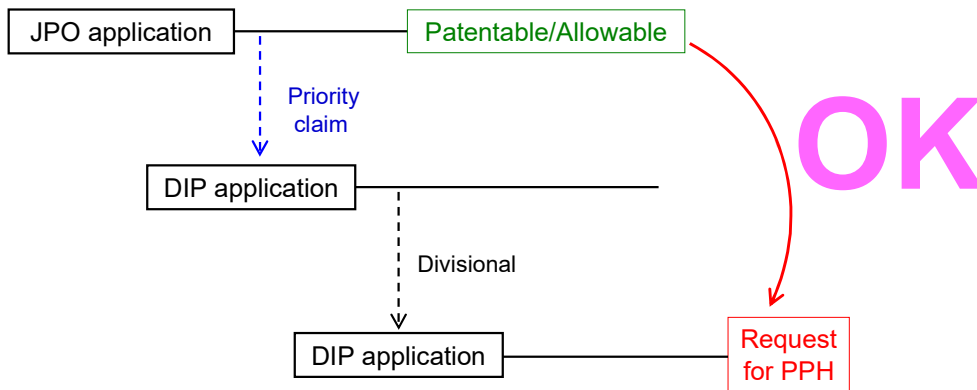 JPO application
Patentable/Allowable
Priority
claim
OK
DIP application
Divisional
DIP application
Request
for PPH